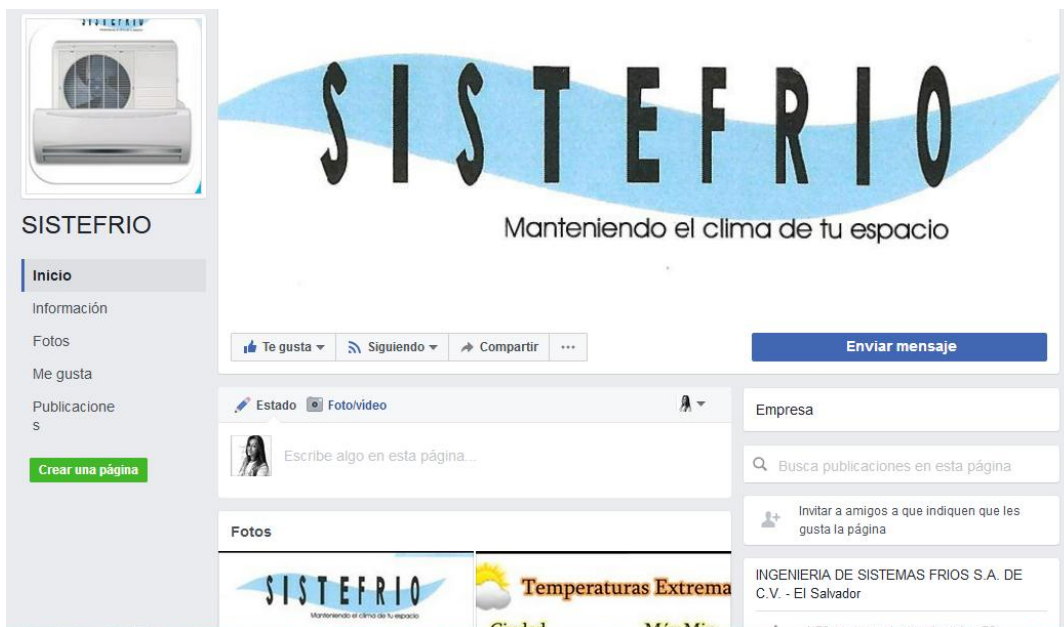 SISTEFRIO
SISTEFRIO
Manteniendo el clima de tu espacio
SISTEFRIO
Inicio
Información
Fotos
Me gusta
Publicacione
s
Crear una página
Te gusta
Siguiendo
Compartir
Enviar mensaje
Estado
Foto/video
Escribe algo en esta página...
Fotos
SISTEFRIO
Manteniendo el clima de tu espacio
Temperaturas Extrema
Empresa
Busca publicaciones en esta página
Invitar a amigos a que indiquen que les
gusta la página
INGENIERIA DE SISTEMAS FRIOS S.A. DE
C.V. - El Salvador